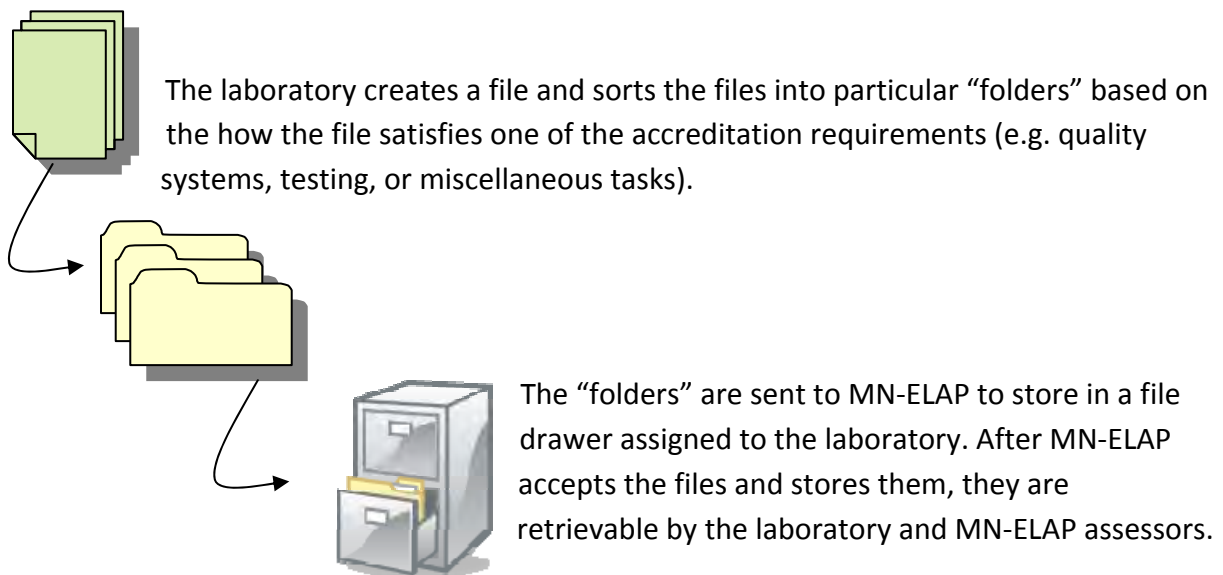 The laboratory creates a file and sorts the files into particular “folders” based on
the how the file satisfies one of the accreditation requirements (e.g. quality
systems, testing, or miscellaneous tasks).
The “folders” are sent to MN-ELAP to store in a file
drawer assigned to the laboratory. After MN-ELAP
accepts the files and stores them, they are
retrievable by the laboratory and MN-ELAP assessors.